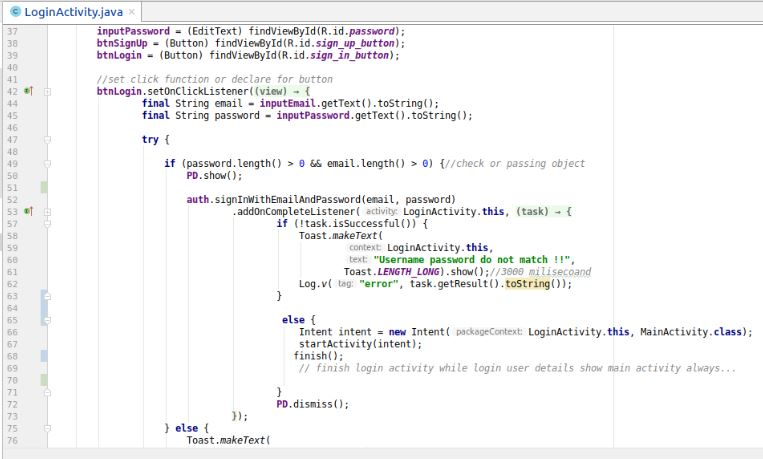 LoginActivity.java
37 inputPassword = (EditText) findViewById(R.id.password);
38 btnSignUp = (Button) findViewById(R.id.sign_up_button);
39 btnLogin = (Button) findViewById(R.id.sign_in_button);
40
41 //set click function or declare for button
42 btnLogin.setOnClickListener((view) → {
44 final String email = inputEmail.getText().toString();
45 final String password = inputPassword.getText().toString();
46
47 try {
48
49 if (password.length() > 0 && email.length() > 0) {//check or passing object
50 PD.show();
51
52 auth.signInWithEmailAndPassword(email, password)
53 .addOnCompleteListener( activity: LoginActivity.this, (task) → {
57 if (!task.isSuccessful()) {
58 Toast.makeText(
59 context: LoginActivity.this,
60 text: "Username password do not match !!",
61 Toast.LENGTH_LONG).show();//3000 milisecoand
62 Log.v( tag: "error", task.getResult().toString());
63 }
64
65 else {
66 Intent intent = new Intent( packageContext: LoginActivity.this, MainActivity.class);
67 startActivity(intent);
68 finish();
69 // finish login activity while login user details show main activity always...
70
71 }
72 PD.dismiss();
73 });
75 } else {
76 Toast.makeText(